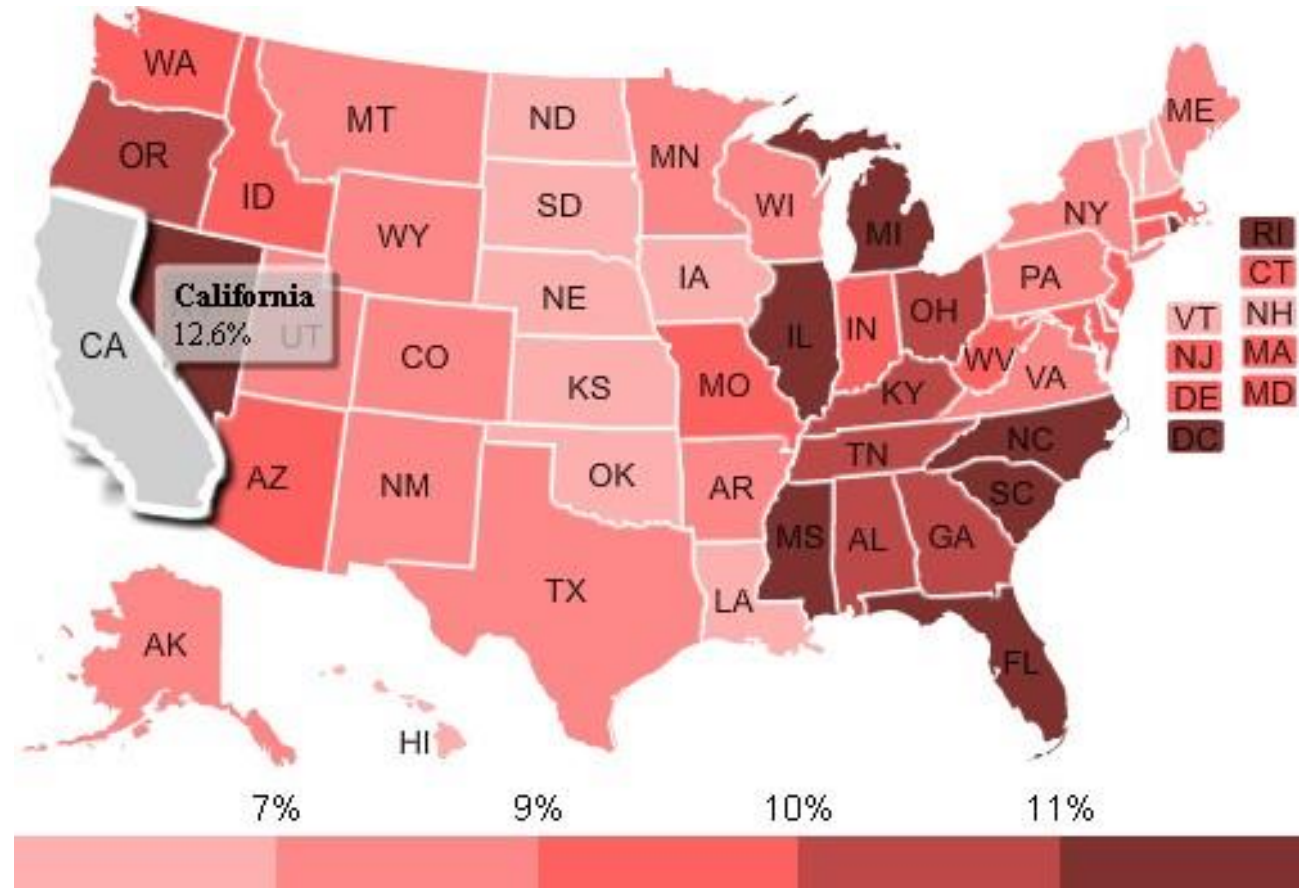 WA
MT
ND
MN
ME
OR
ID
SD
WI
NY
MI
WY
RI
CT
PA
IA
NE
VT NH
California
12.6%
UT
CA
CO
IL
IN
OH
WV
NJ MA
VA
KS
MO
KY
DE MD
DC
NC
TN
AZ
NM
OK
AR
SC
MS
AL
GA
TX
LA
AK
FL
HI
7% 9% 10% 11%